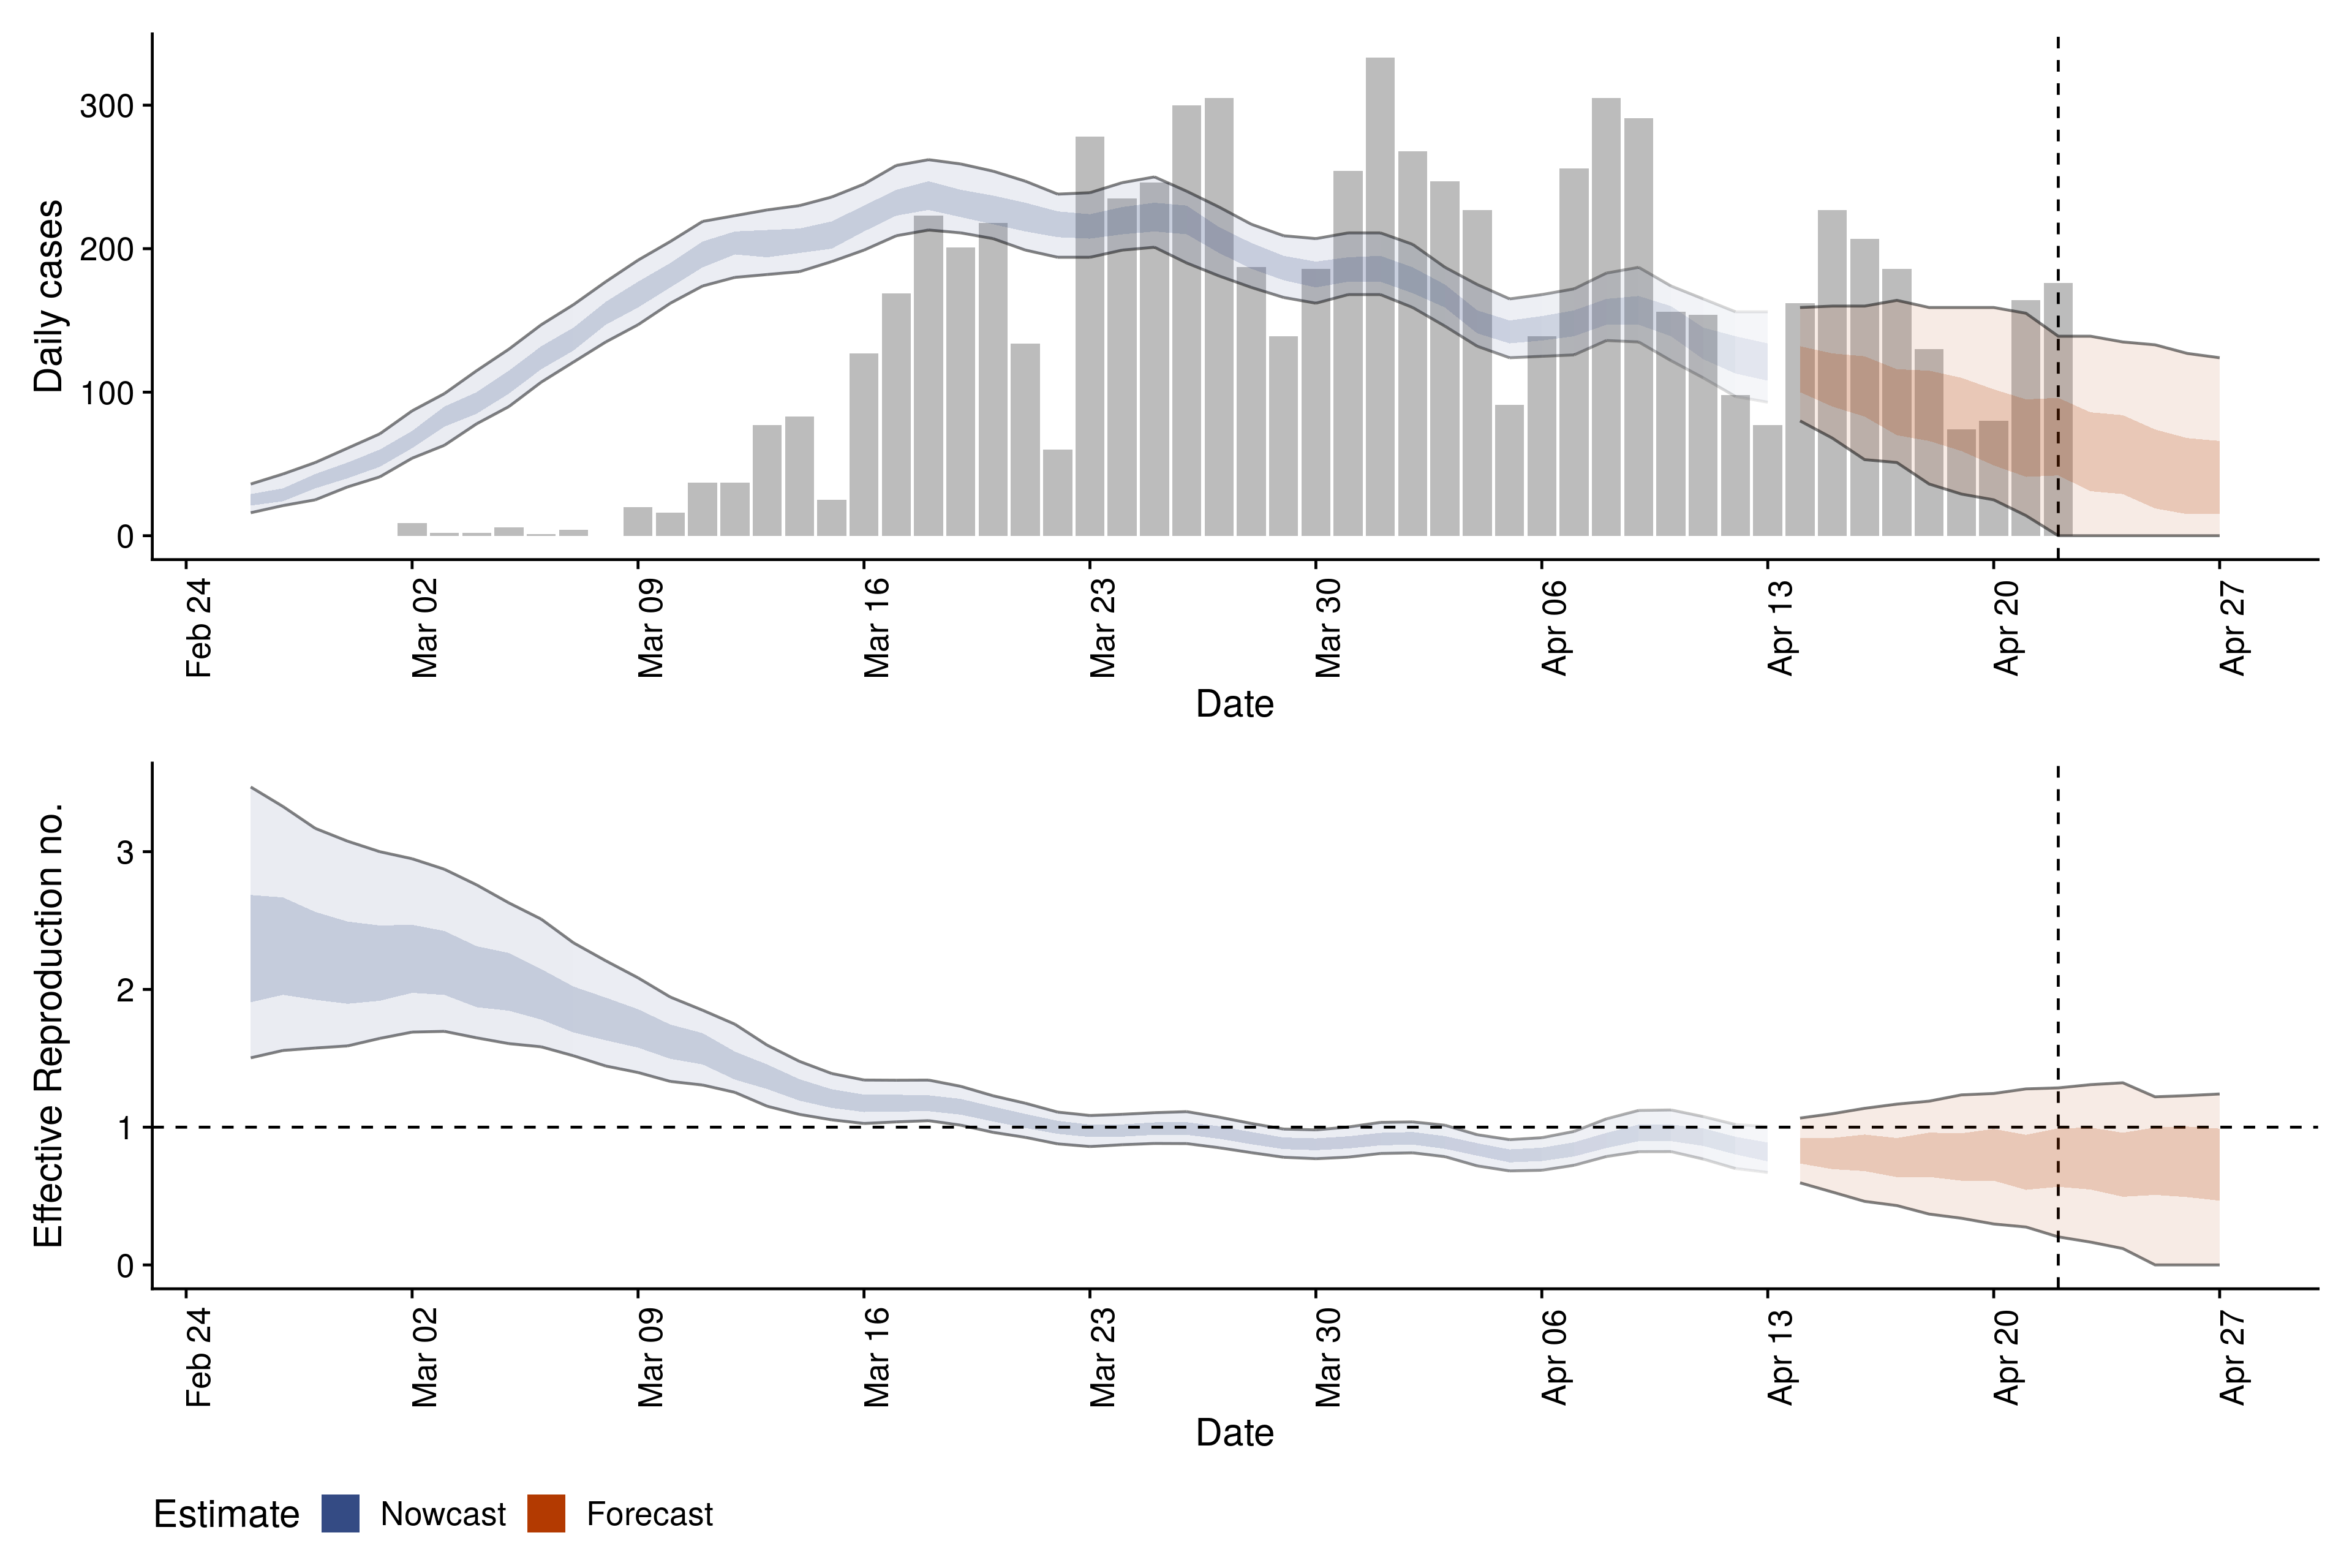 Daily cases
300
200
100
0
Feb 24
Mar 02
Mar 09
Mar 16
Mar 23
Mar 30
Apr 06
Apr 13
Apr 20
Apr 27
Date
Effective Reproduction no.
3
2
1
0
Feb 24
Mar 02
Mar 09
Mar 16
Mar 23
Mar 30
Apr 06
Apr 13
Apr 20
Apr 27
Date
Estimate Nowcast Forecast